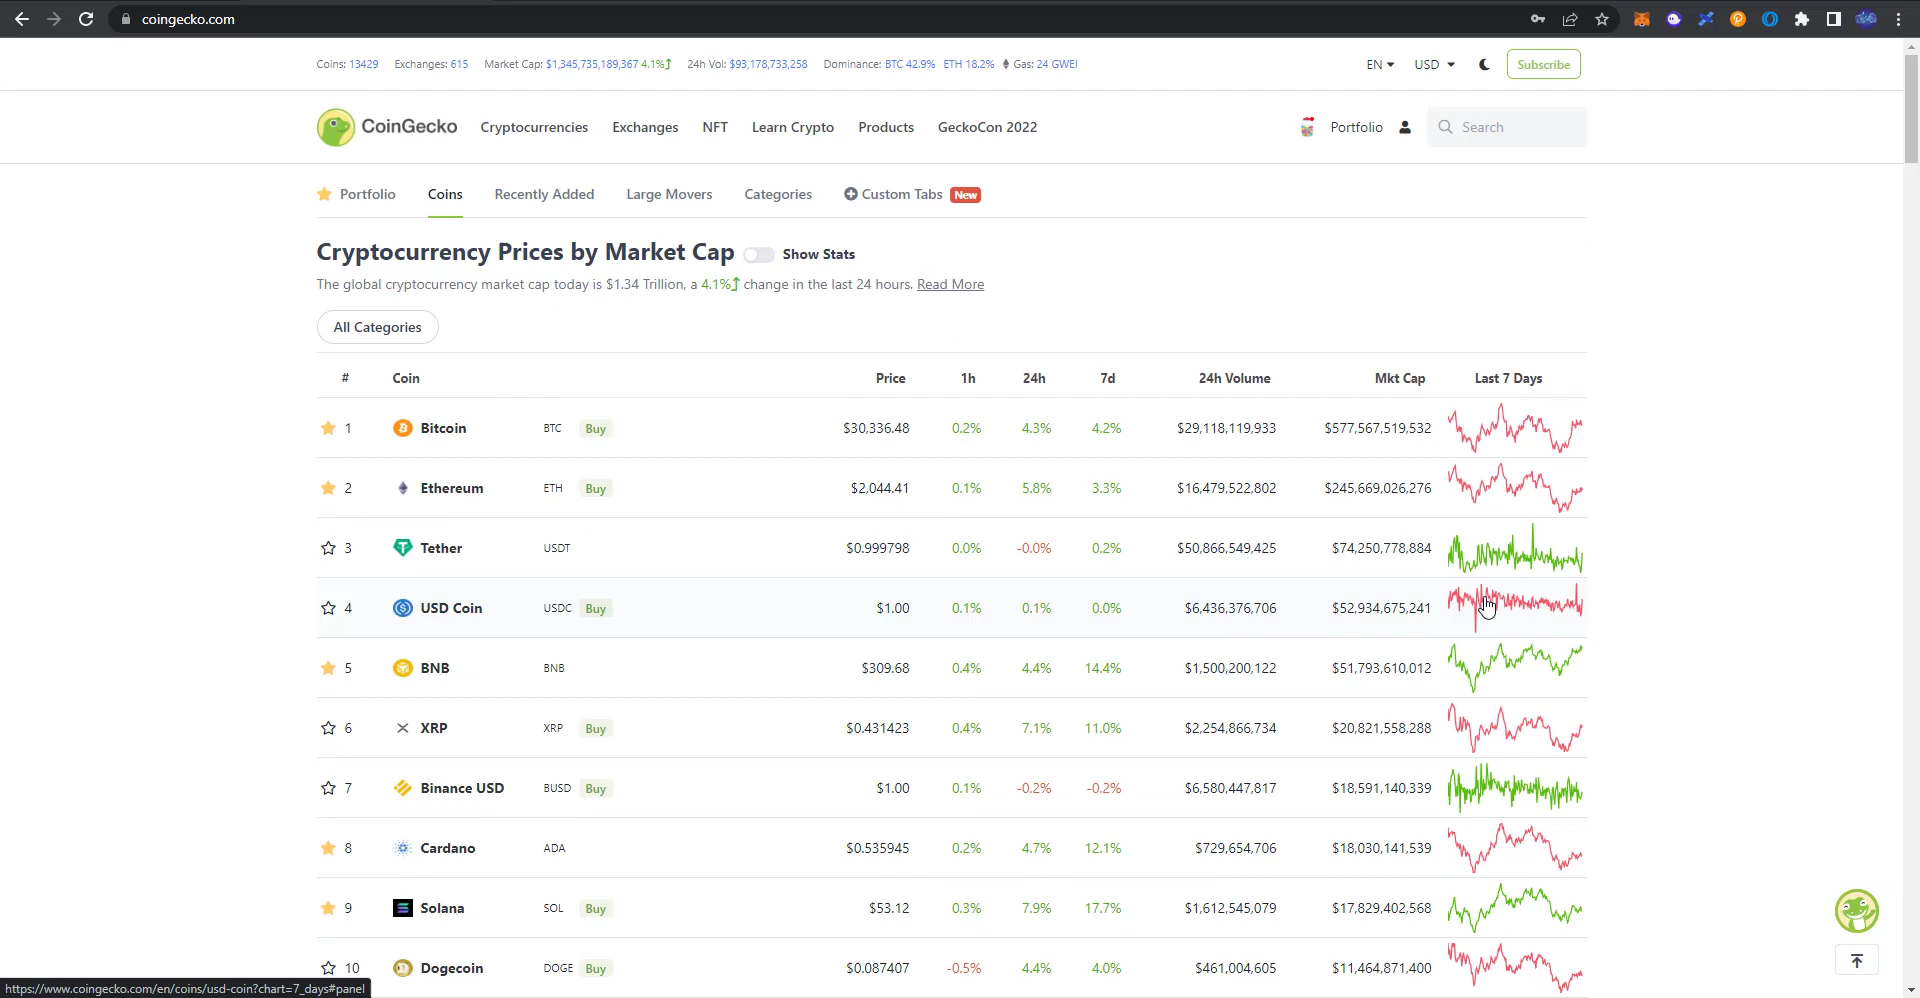 coingecko.com
Coins: 13429 Exchanges: 615 Market Cap: $1,345,735,189,367 4.1% 24h Vol: $93,178,733,258 Dominance: BTC 42.9% ETH 18.2% Gas: 24 GWEI EN USD Subscribe
CoinGecko Cryptocurrencies Exchanges NFT Learn Crypto Products GeckoCon 2022 Portfolio Search
Portfolio Coins Recently Added Large Movers Categories Custom Tabs New
Cryptocurrency Prices by Market Cap Show Stats
The global cryptocurrency market cap today is $1.34 Trillion, a 4.1% change in the last 24 hours. Read More
All Categories
# Coin Price 1h 24h 7d 24h Volume Mkt Cap Last 7 Days
1 Bitcoin BTC Buy $30,336.48 0.2% 4.3% 4.2% $29,118,119,933 $577,567,519,532
2 Ethereum ETH Buy $2,044.41 0.1% 5.8% 3.3% $16,479,522,802 $245,669,026,276
3 Tether USDT $0.999798 0.0% -0.0% 0.2% $50,866,549,425 $74,250,778,884
4 USD Coin USDC Buy $1.00 0.1% 0.1% 0.0% $6,436,376,706 $52,934,675,241
5 BNB BNB $309.68 0.4% 4.4% 14.4% $1,500,200,122 $51,793,610,012
6 XRP XRP Buy $0.431423 0.4% 7.1% 11.0% $2,254,866,734 $20,821,558,288
7 Binance USD BUSD Buy $1.00 0.1% -0.2% -0.2% $6,580,447,817 $18,591,140,339
8 Cardano ADA $0.535945 0.2% 4.7% 12.1% $729,654,706 $18,030,141,539
9 Solana SOL Buy $53.12 0.3% 7.9% 17.7% $1,612,545,079 $17,829,402,568
10 Dogecoin DOGE Buy $0.087407 -0.5% 4.4% 4.0% $461,004,605 $11,464,871,400
https://www.coingecko.com/en/coins/usd-coin?chart=7_days#panel